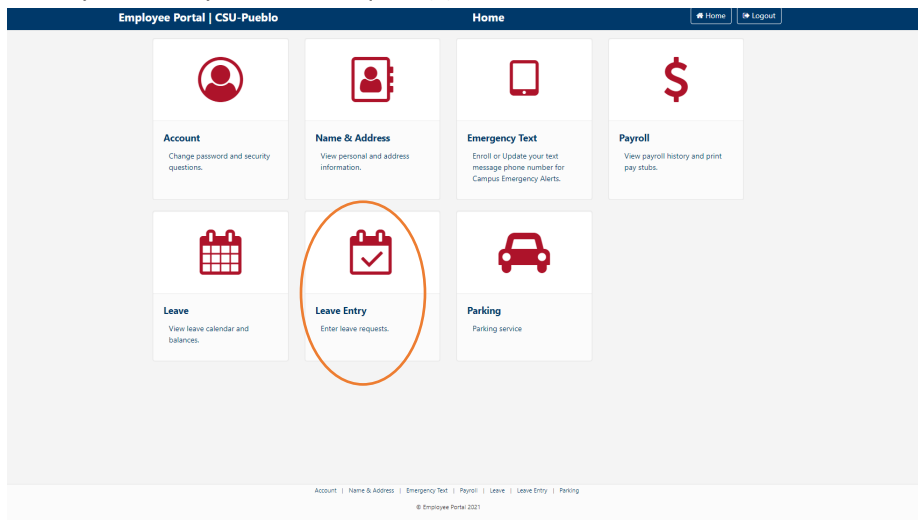 Employee Portal | CSU-Pueblo
Home
Home
Logout
Account
Change password and security
questions.
Name & Address
View personal and address
information.
Emergency Text
Enroll or Update your text
message phone number for
Campus Emergency Alerts.
Payroll
View payroll history and print
pay stubs.
Leave
View leave calendar and
balances.
Leave Entry
Enter leave requests.
Parking
Parking service
Account | Name & Address | Emergency Text | Payroll | Leave | Leave Entry | Parking
© Employee Portal 2021